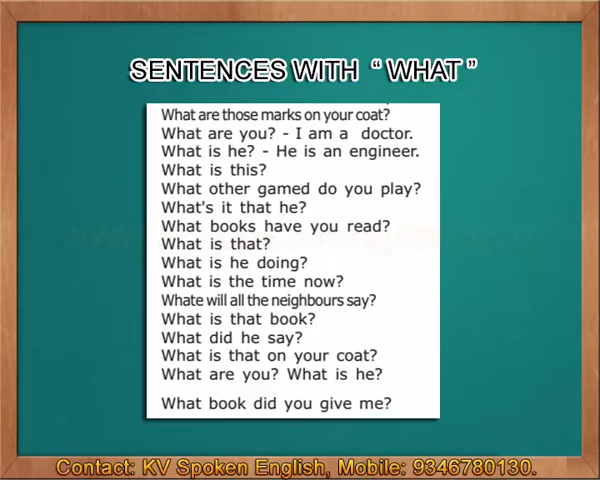 SENTENCES WITH “ WHAT ”
What are those marks on your coat?
What are you? - I am a doctor.
What is he? - He is an engineer.
What is this?
What other gamed do you play?
What's it that he?
What books have you read?
What is that?
What is he doing?
What is the time now?
Whate will all the neighbours say?
What is that book?
What did he say?
What is that on your coat?
What are you? What is he?
What book did you give me?
Contact: KV Spoken English, Mobile: 9346780130.